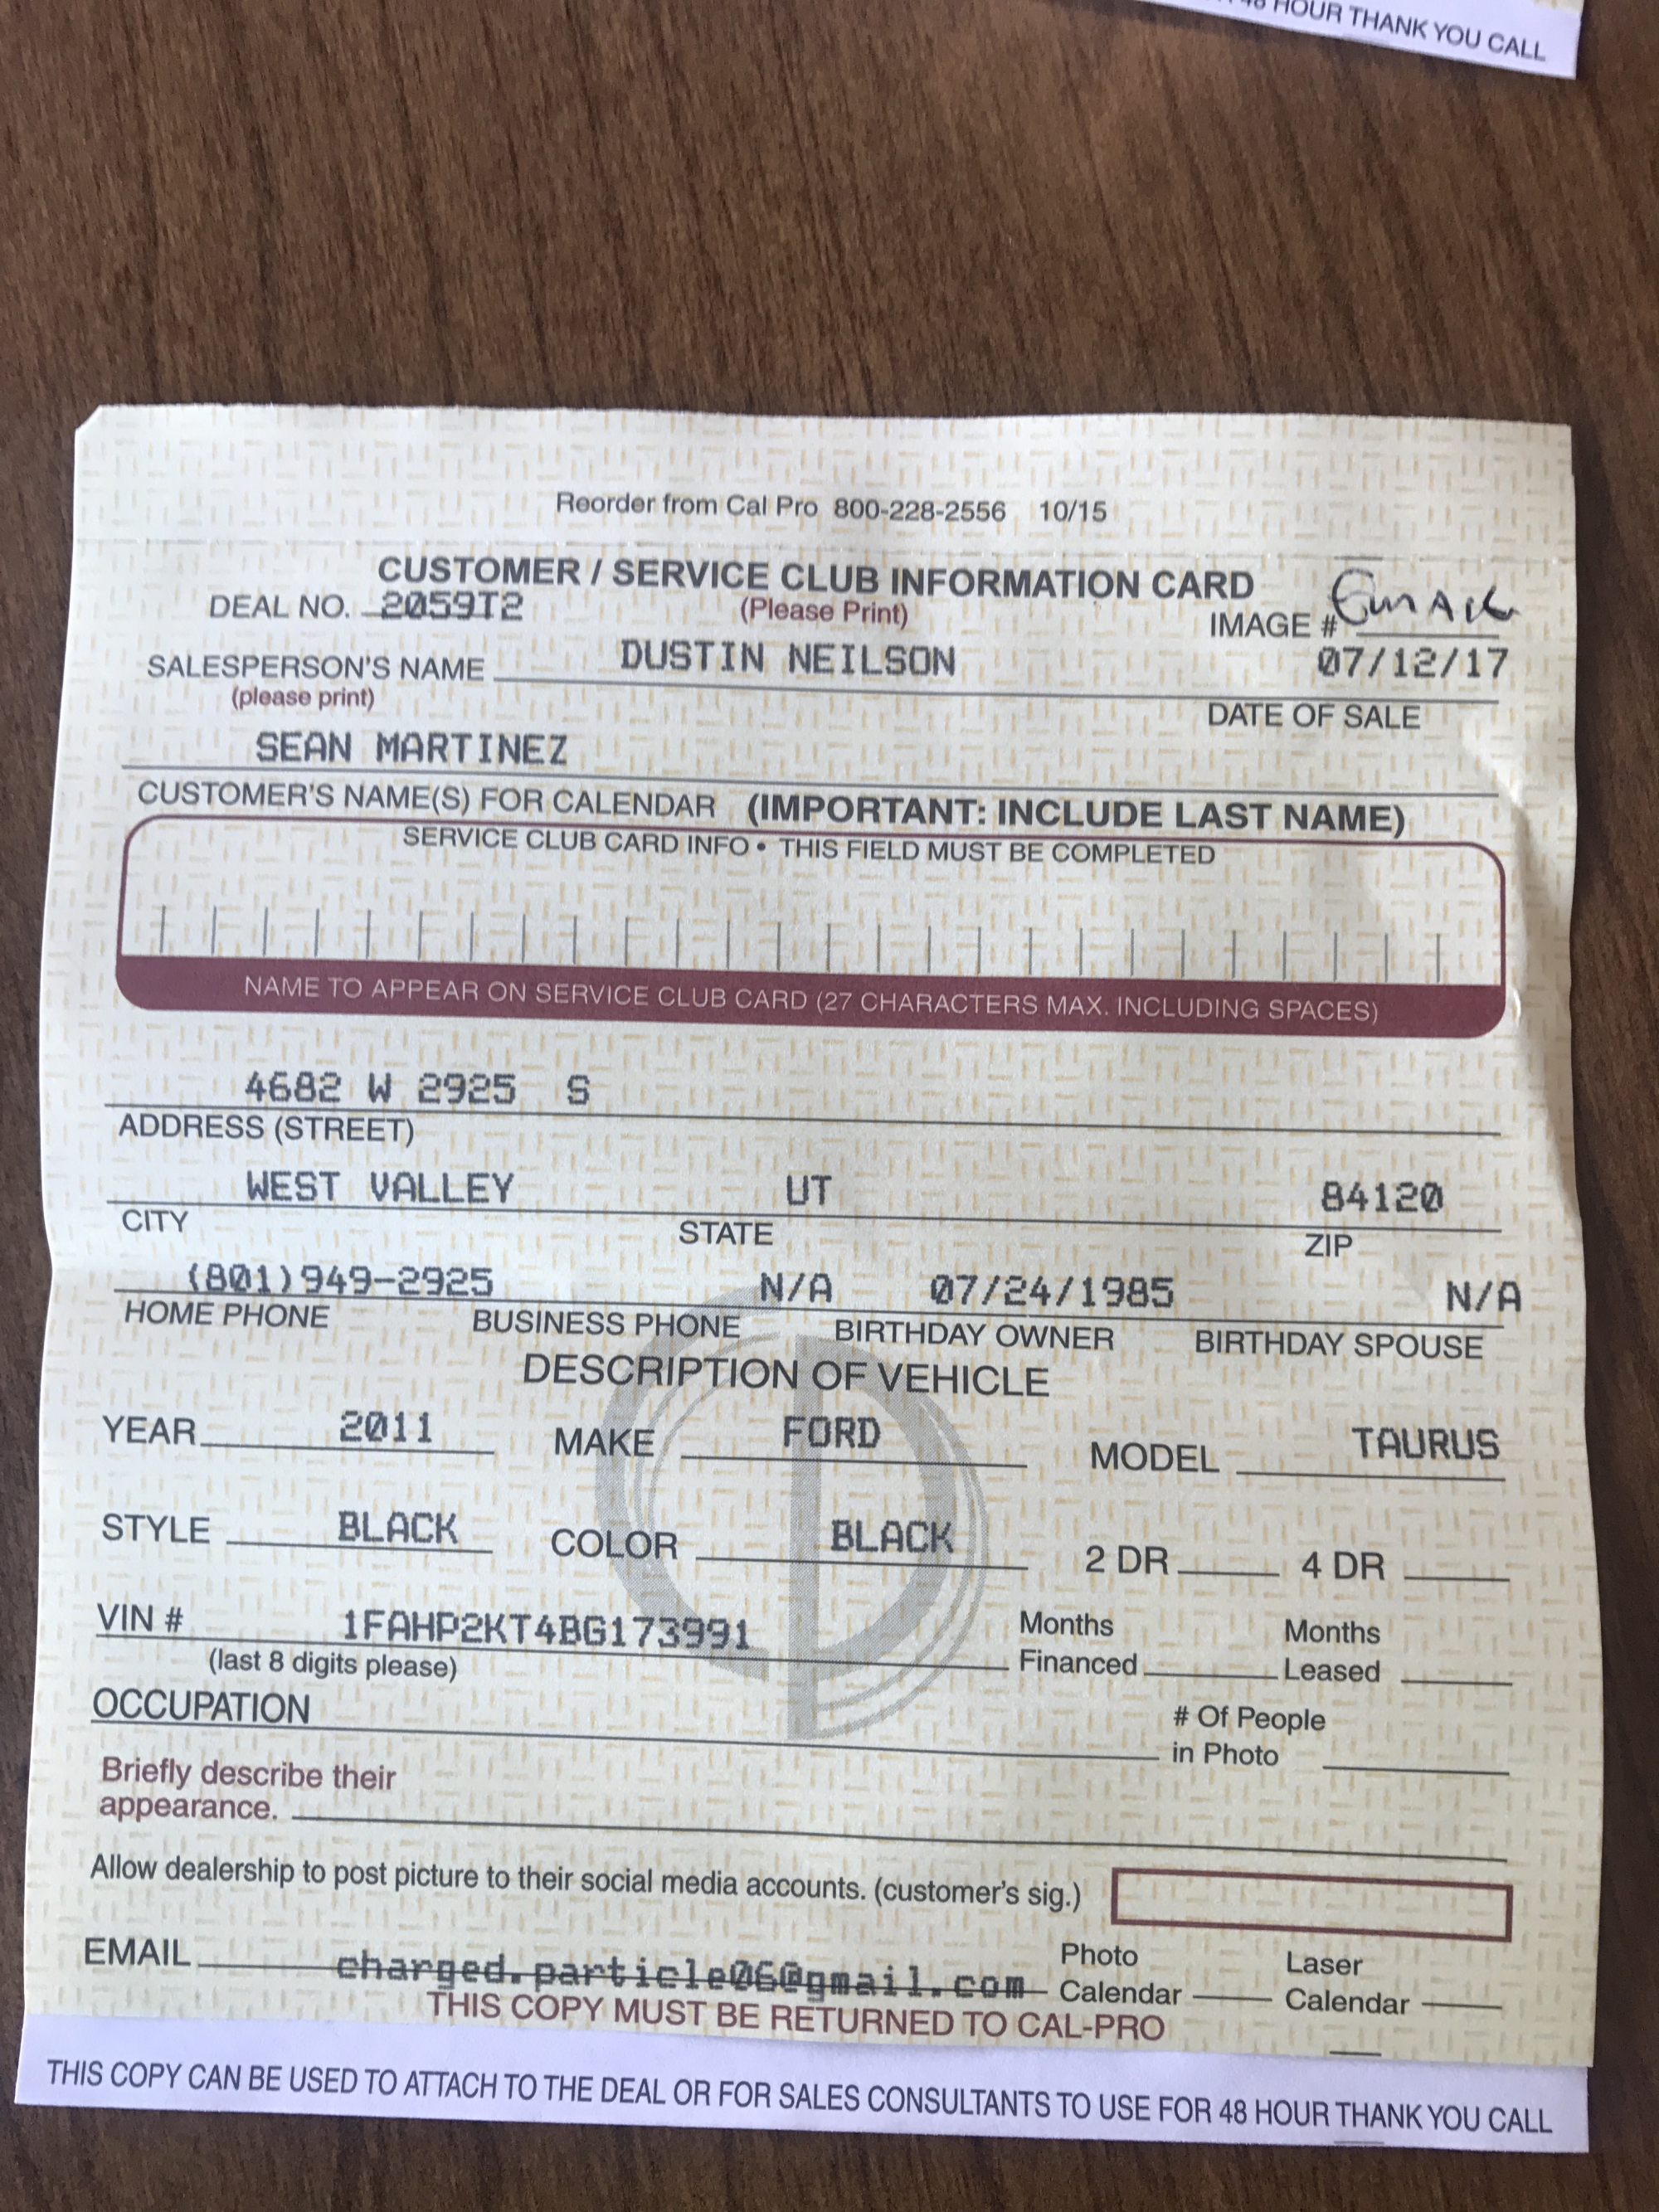 48 HOUR THANK YOU CALL
Reorder from Cal Pro 800-228-2556 10/15
CUSTOMER / SERVICE CLUB INFORMATION CARD
DEAL NO. 2059T2 (Please Print) IMAGE # EMAIL
SALESPERSON'S NAME DUSTIN NEILSON 07/12/17
(please print) DATE OF SALE
SEAN MARTINEZ
CUSTOMER'S NAME(S) FOR CALENDAR (IMPORTANT: INCLUDE LAST NAME)
SERVICE CLUB CARD INFO • THIS FIELD MUST BE COMPLETED
NAME TO APPEAR ON SERVICE CLUB CARD (27 CHARACTERS MAX. INCLUDING SPACES)
4682 W 2925 S
ADDRESS (STREET)
WEST VALLEY UT 84120
CITY STATE ZIP
(801)949-2925 N/A 07/24/1985 N/A
HOME PHONE BUSINESS PHONE BIRTHDAY OWNER BIRTHDAY SPOUSE
DESCRIPTION OF VEHICLE
YEAR 2011 MAKE FORD MODEL TAURUS
STYLE BLACK COLOR BLACK 2 DR 4 DR
VIN # 1FAHP2KT4BG173991 Months Months
(last 8 digits please) Financed Leased
OCCUPATION # Of People
in Photo
Briefly describe their
appearance.
Allow dealership to post picture to their social media accounts. (customer's sig.)
EMAIL charged.particle06@gmail.com Photo Laser
Calendar Calendar
THIS COPY MUST BE RETURNED TO CAL-PRO
THIS COPY CAN BE USED TO ATTACH TO THE DEAL OR FOR SALES CONSULTANTS TO USE FOR 48 HOUR THANK YOU CALL